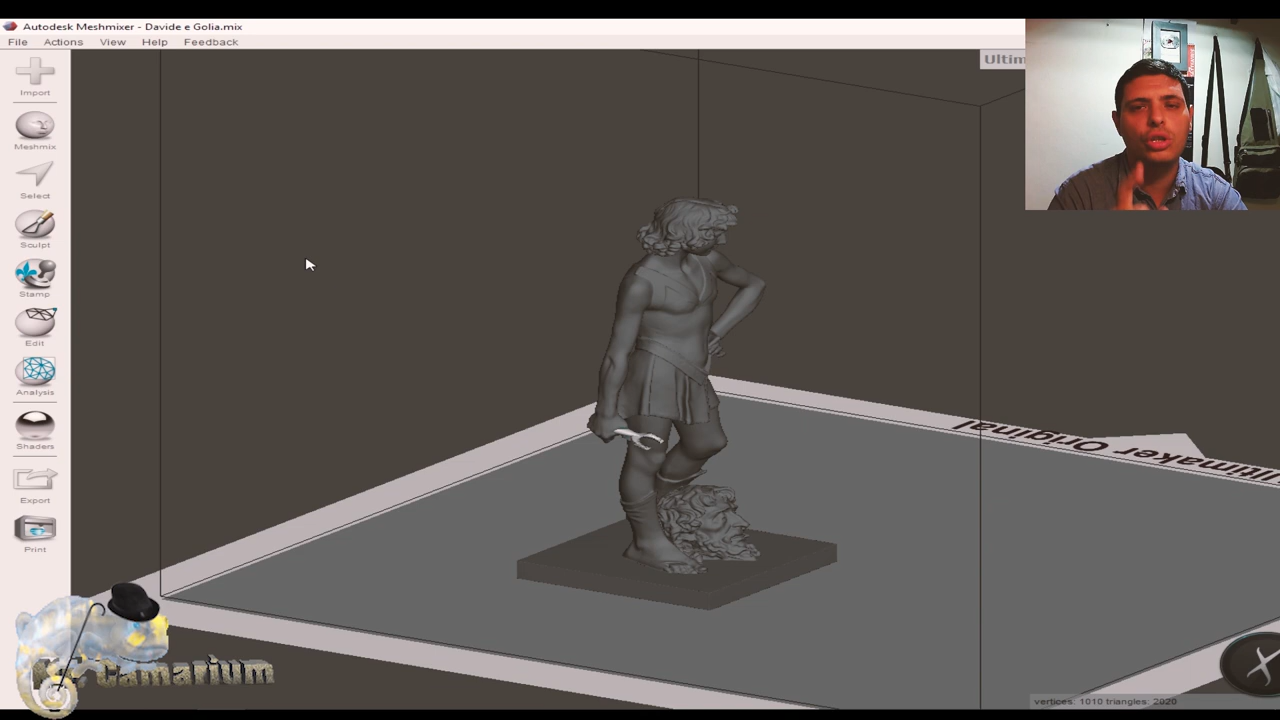 Autodesk Meshmixer - Davide e Golia.mix
File Actions View Help Feedback
Import
Meshmix
Select
Sculpt
Stamp
Edit
Analysis
Shaders
Export
Print
Ultim
Ultimaker Original
Camarium
vertices: 1010 triangles: 2020